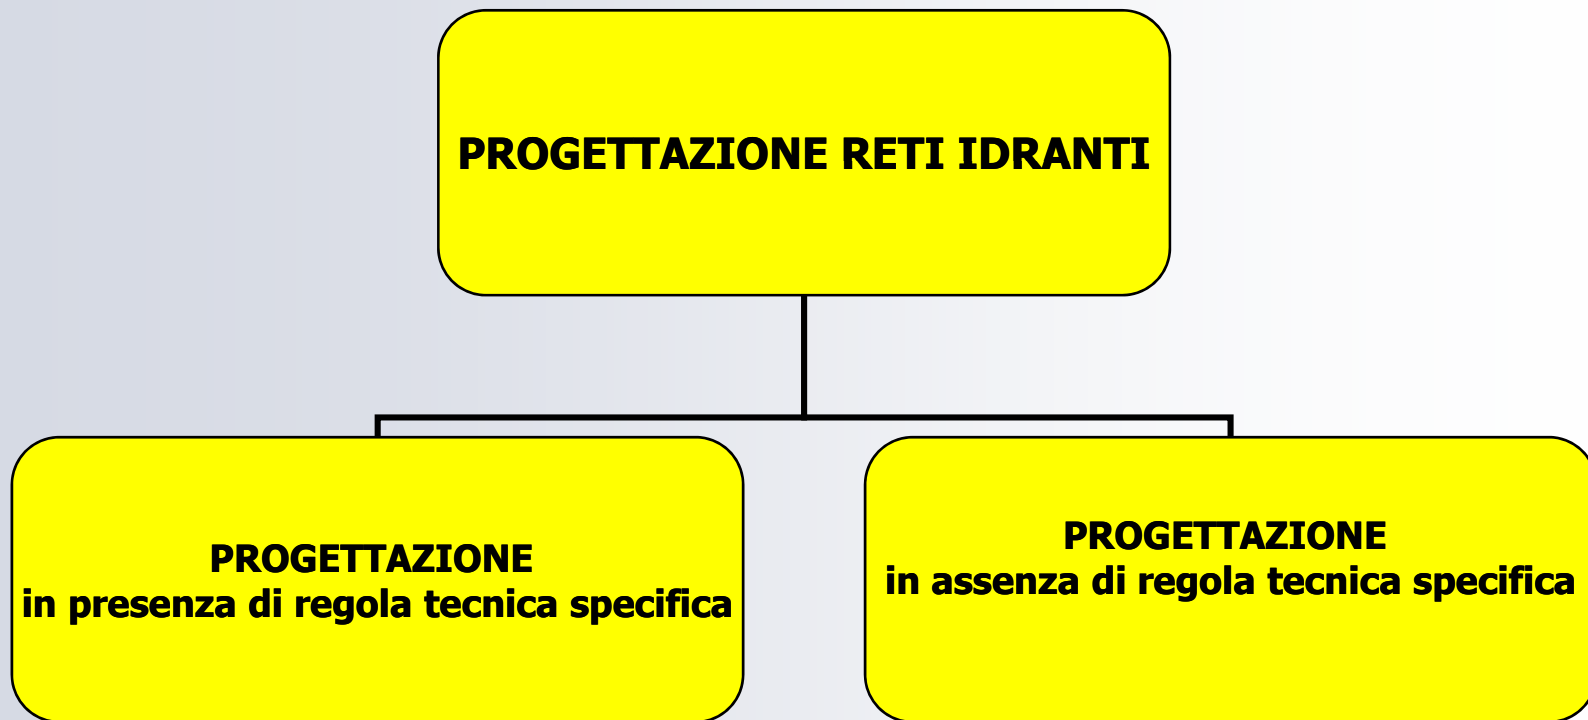 PROGETTAZIONE RETI IDRANTI
PROGETTAZIONE
in presenza di regola tecnica specifica
PROGETTAZIONE
in assenza di regola tecnica specifica